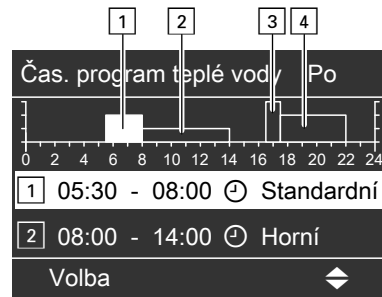 1 2 3 4
Čas. program teplé vody Po
0 2 4 6 8 10 12 14 16 18 20 22 24
1 05:30 - 08:00 Standardní
2 08:00 - 14:00 Horní
Volba